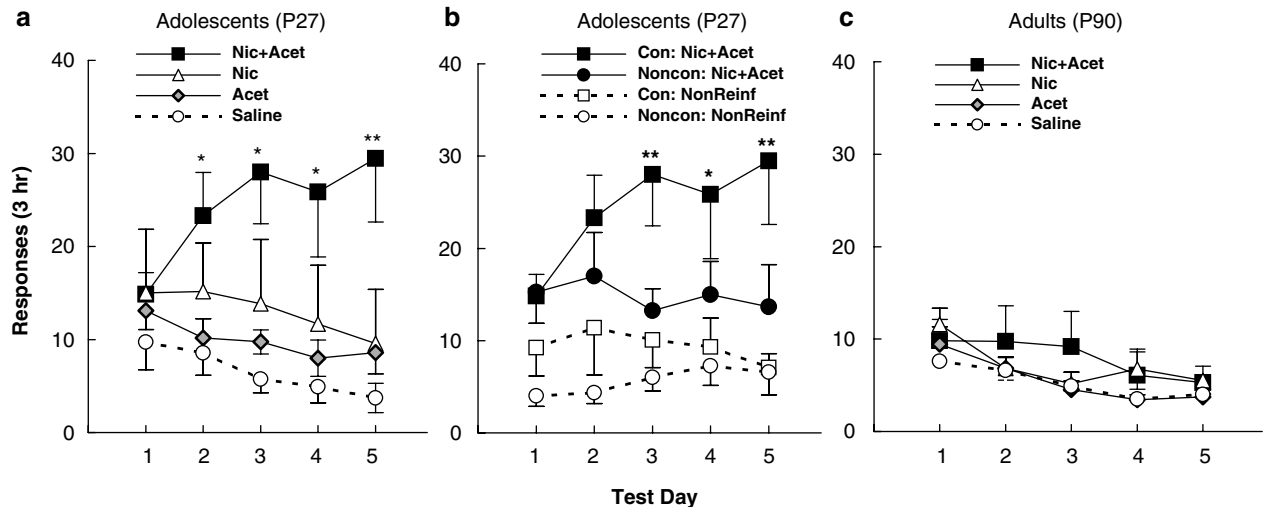 a
Adolescents (P27)
Nic+Acet
Nic
Acet
Saline
40
30
20
10
0
Responses (3 hr)
*
*
*
**
1 2 3 4 5
b
Adolescents (P27)
Con: Nic+Acet
Noncon: Nic+Acet
Con: NonReinf
Noncon: NonReinf
40
30
20
10
0
**
*
**
1 2 3 4 5
Test Day
c
Adults (P90)
Nic+Acet
Nic
Acet
Saline
40
30
20
10
0
1 2 3 4 5